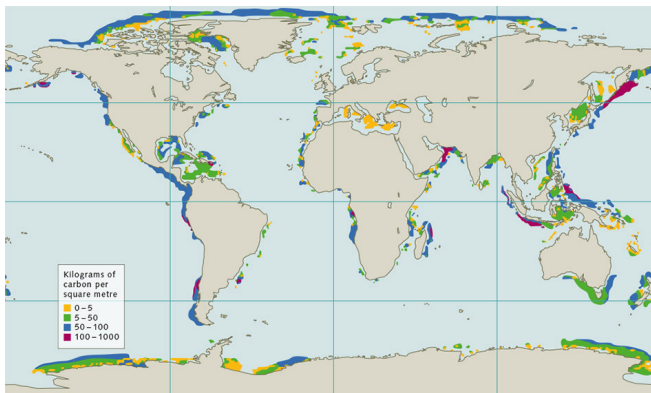 Kilograms of
carbon per
square metre
0 – 5
5 – 50
50 – 100
100 – 1000